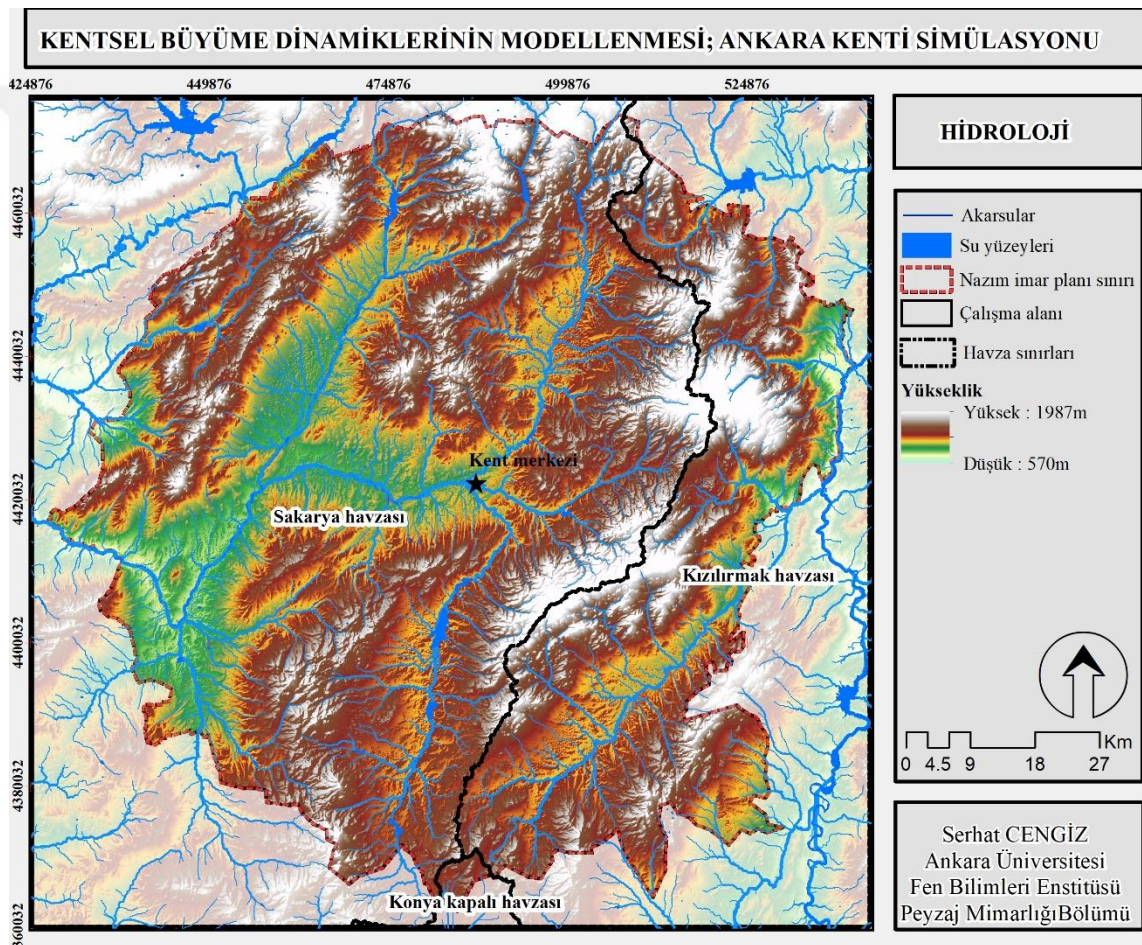 KENTSEL BÜYÜME DİNAMİKLERİNİN MODELLENMESİ; ANKARA KENTİ SİMÜLASYONU
424876 449876 474876 499876 524876
4460032
4440032
4420032
4400032
4380032
360032
Kent merkezi
Sakarya havzası
Kızılırmak havzası
Konya kapalı havzası
HİDROLOJİ
Akarsular
Su yüzeyleri
Nazım imar planı sınırı
Çalışma alanı
Havza sınırları
Yükseklik
Yüksek : 1987m
Düşük : 570m
Km
0 4.5 9 18 27
Serhat CENGİZ
Ankara Üniversitesi
Fen Bilimleri Enstitüsü
Peyzaj MimarlığıBölümü